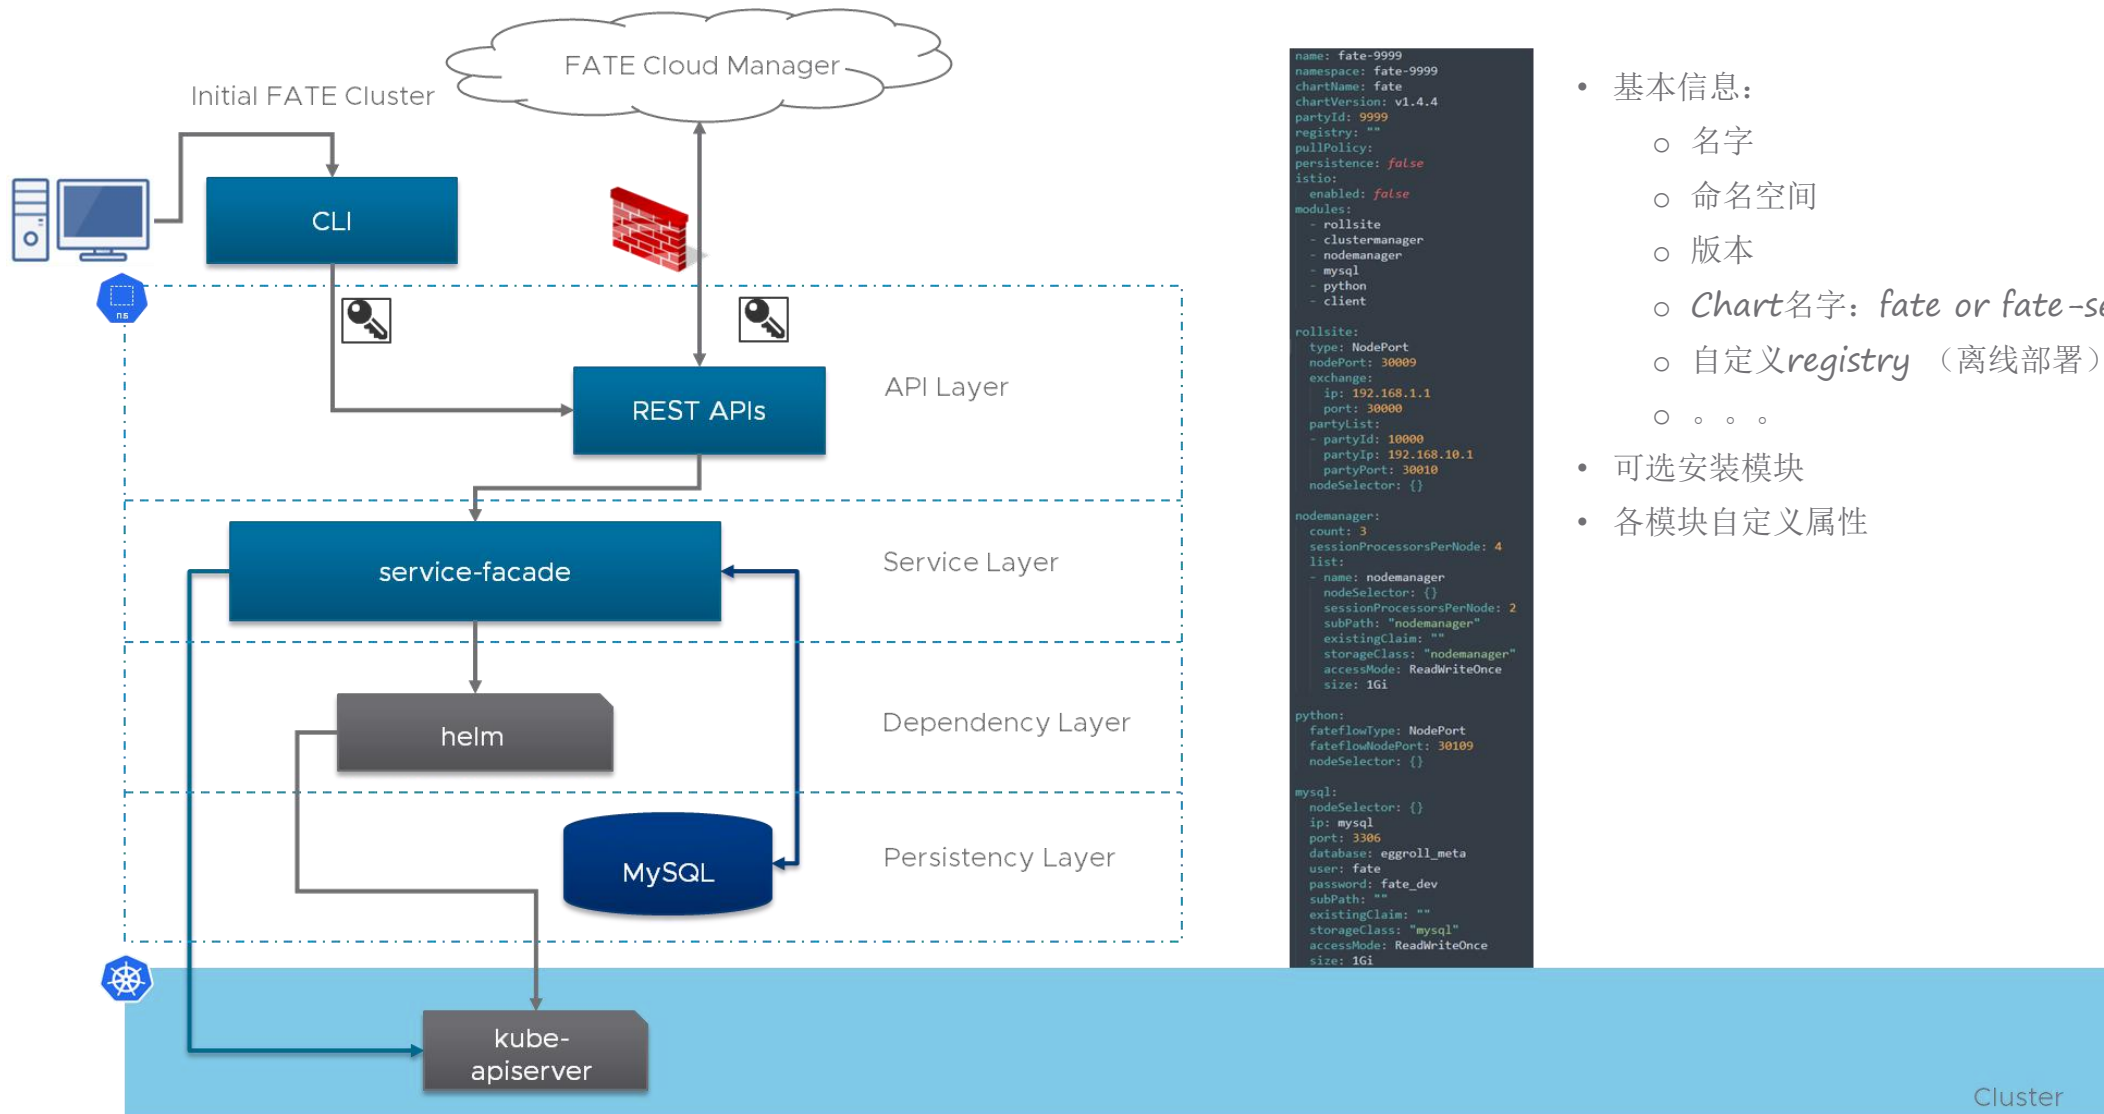 FATE Cloud Manager
Initial FATE Cluster
CLI
ns
REST APIs
API Layer
service-facade
Service Layer
helm
Dependency Layer
MySQL
Persistency Layer
kube-
apiserver
Cluster
name: fate-9999
namespace: fate-9999
chartName: fate
chartVersion: v1.4.4
partyId: 9999
registry: ""
pullPolicy:
persistence: false
istio:
enabled: false
modules:
- rollsite
- clustermanager
- nodemanager
- mysql
- python
- client
rollsite:
type: NodePort
nodePort: 30009
exchange:
ip: 192.168.1.1
port: 30000
partyList:
- partyId: 10000
partyIp: 192.168.10.1
partyPort: 30010
nodeSelector: {}
nodemanager:
count: 3
sessionProcessorsPerNode: 4
list:
- name: nodemanager
nodeSelector: {}
sessionProcessorsPerNode: 2
subPath: "nodemanager"
existingClaim: ""
storageClass: "nodemanager"
accessMode: ReadWriteOnce
size: 1Gi
python:
fateflowType: NodePort
fateflowNodePort: 30109
nodeSelector: {}
mysql:
nodeSelector: {}
ip: mysql
port: 3306
database: eggroll_meta
user: fate
password: fate_dev
subPath: ""
existingClaim: ""
storageClass: "mysql"
accessMode: ReadWriteOnce
size: 1Gi
• 基本信息：
o 名字
o 命名空间
o 版本
o Chart名字：fate or fate-se
o 自定义registry （离线部署）
o 。。。
• 可选安装模块
• 各模块自定义属性